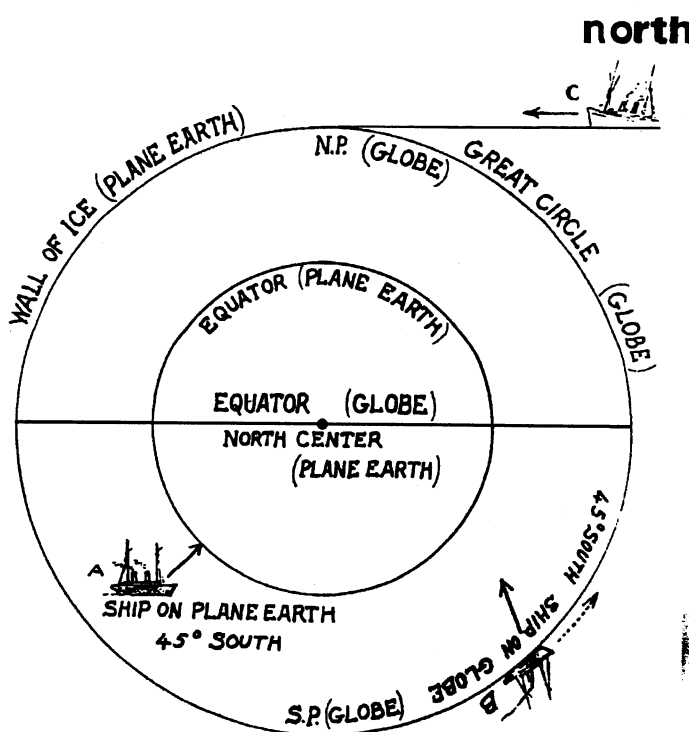 north
C
N.P. (GLOBE)
GREAT CIRCLE (GLOBE)
WALL OF ICE (PLANE EARTH)
EQUATOR (PLANE EARTH)
EQUATOR (GLOBE)
NORTH CENTER
(PLANE EARTH)
A
SHIP ON PLANE EARTH
45° SOUTH
45° SOUTH SHIP ON GLOBE
B
S.P. (GLOBE)